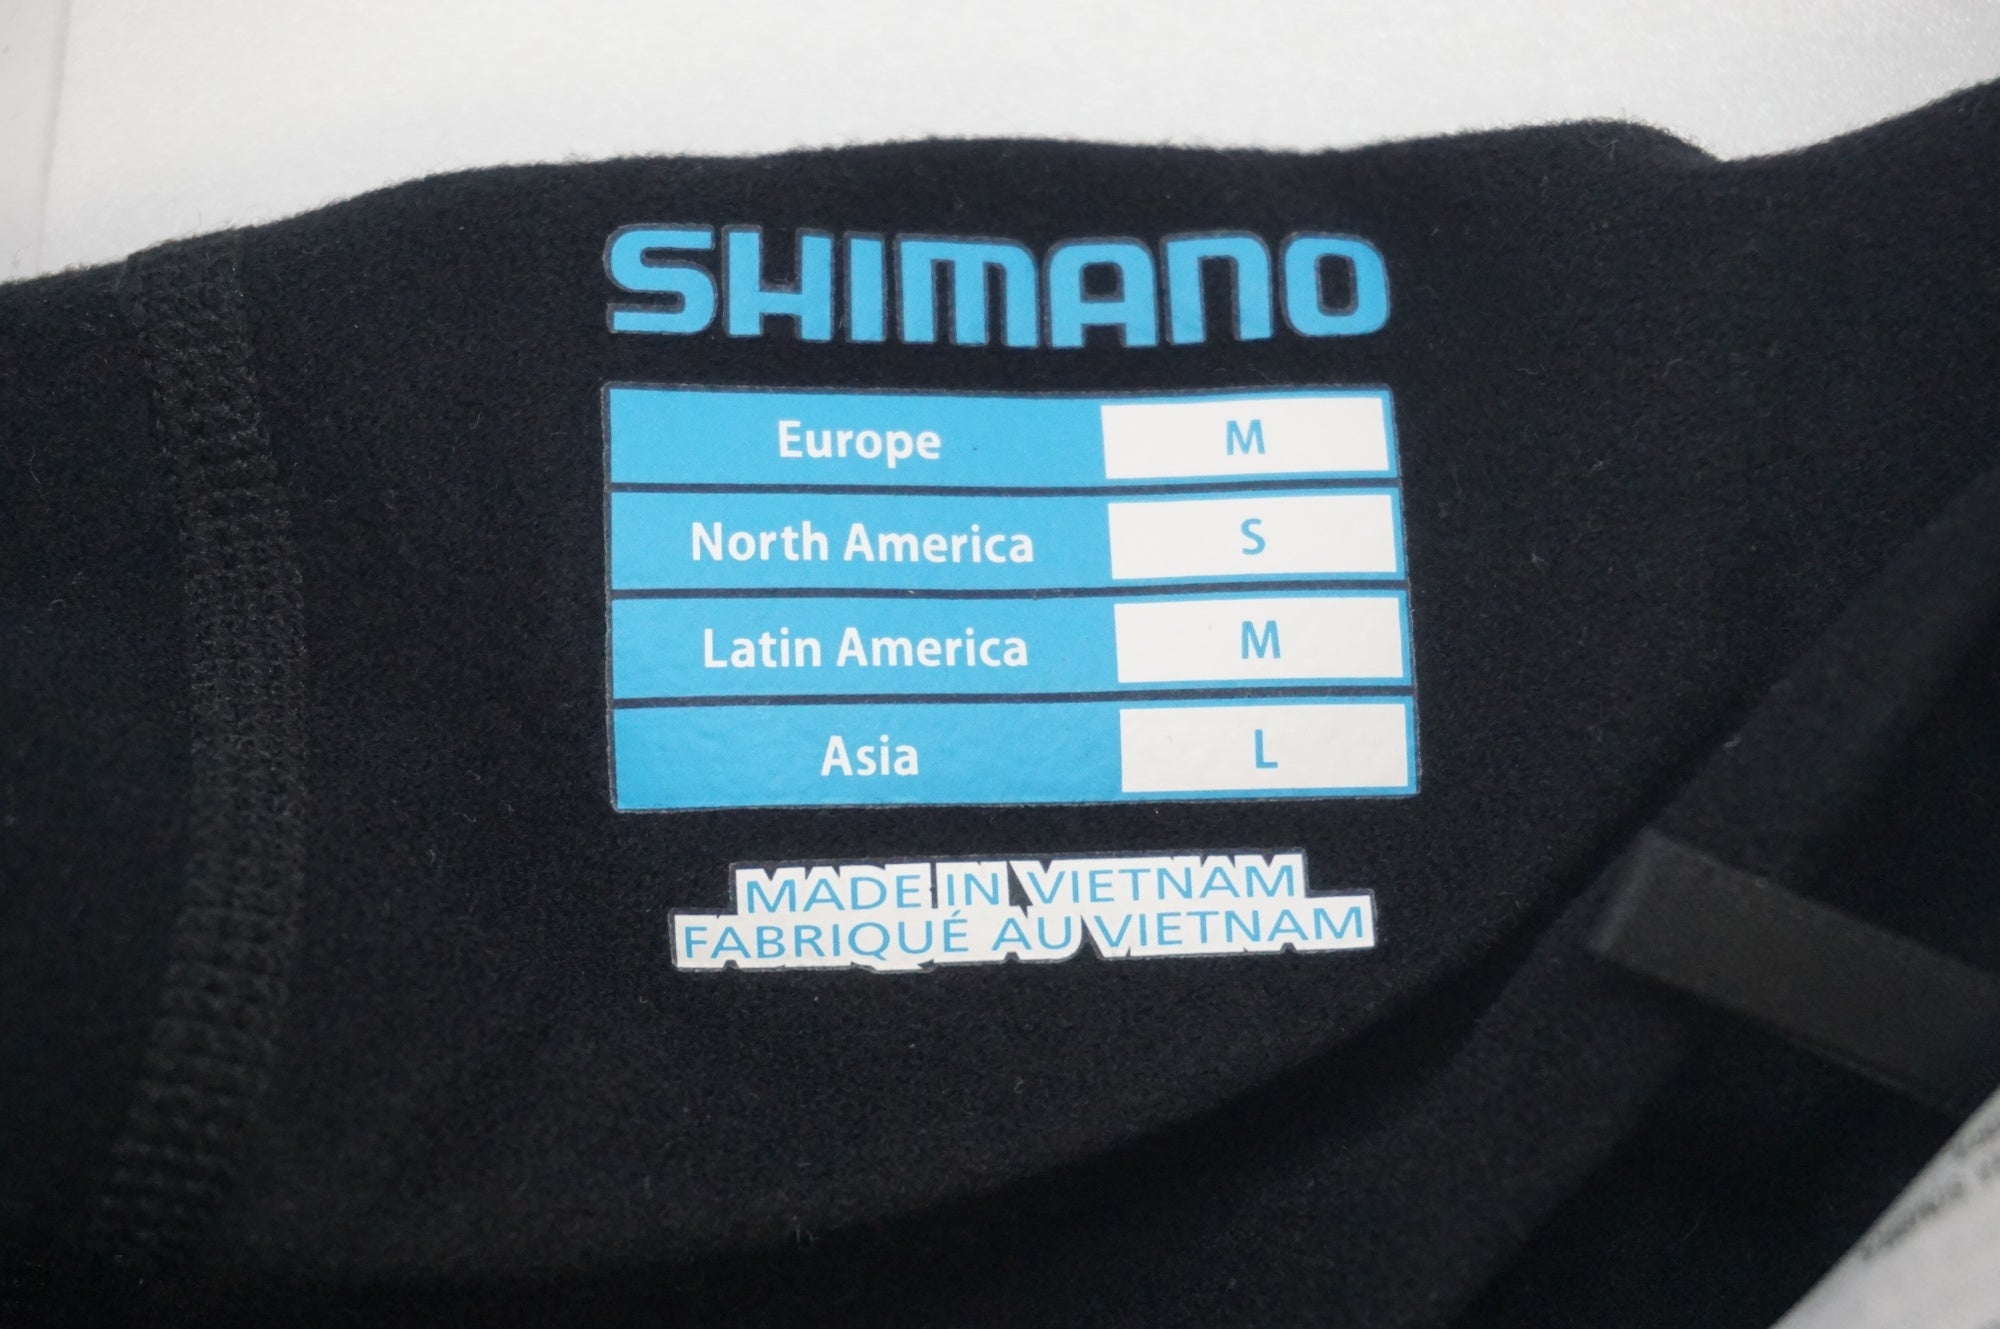 SHIMANO
Europe M
North America S
Latin America M
Asia L
MADE IN VIETNAM
FABRIQUÉ AU VIETNAM